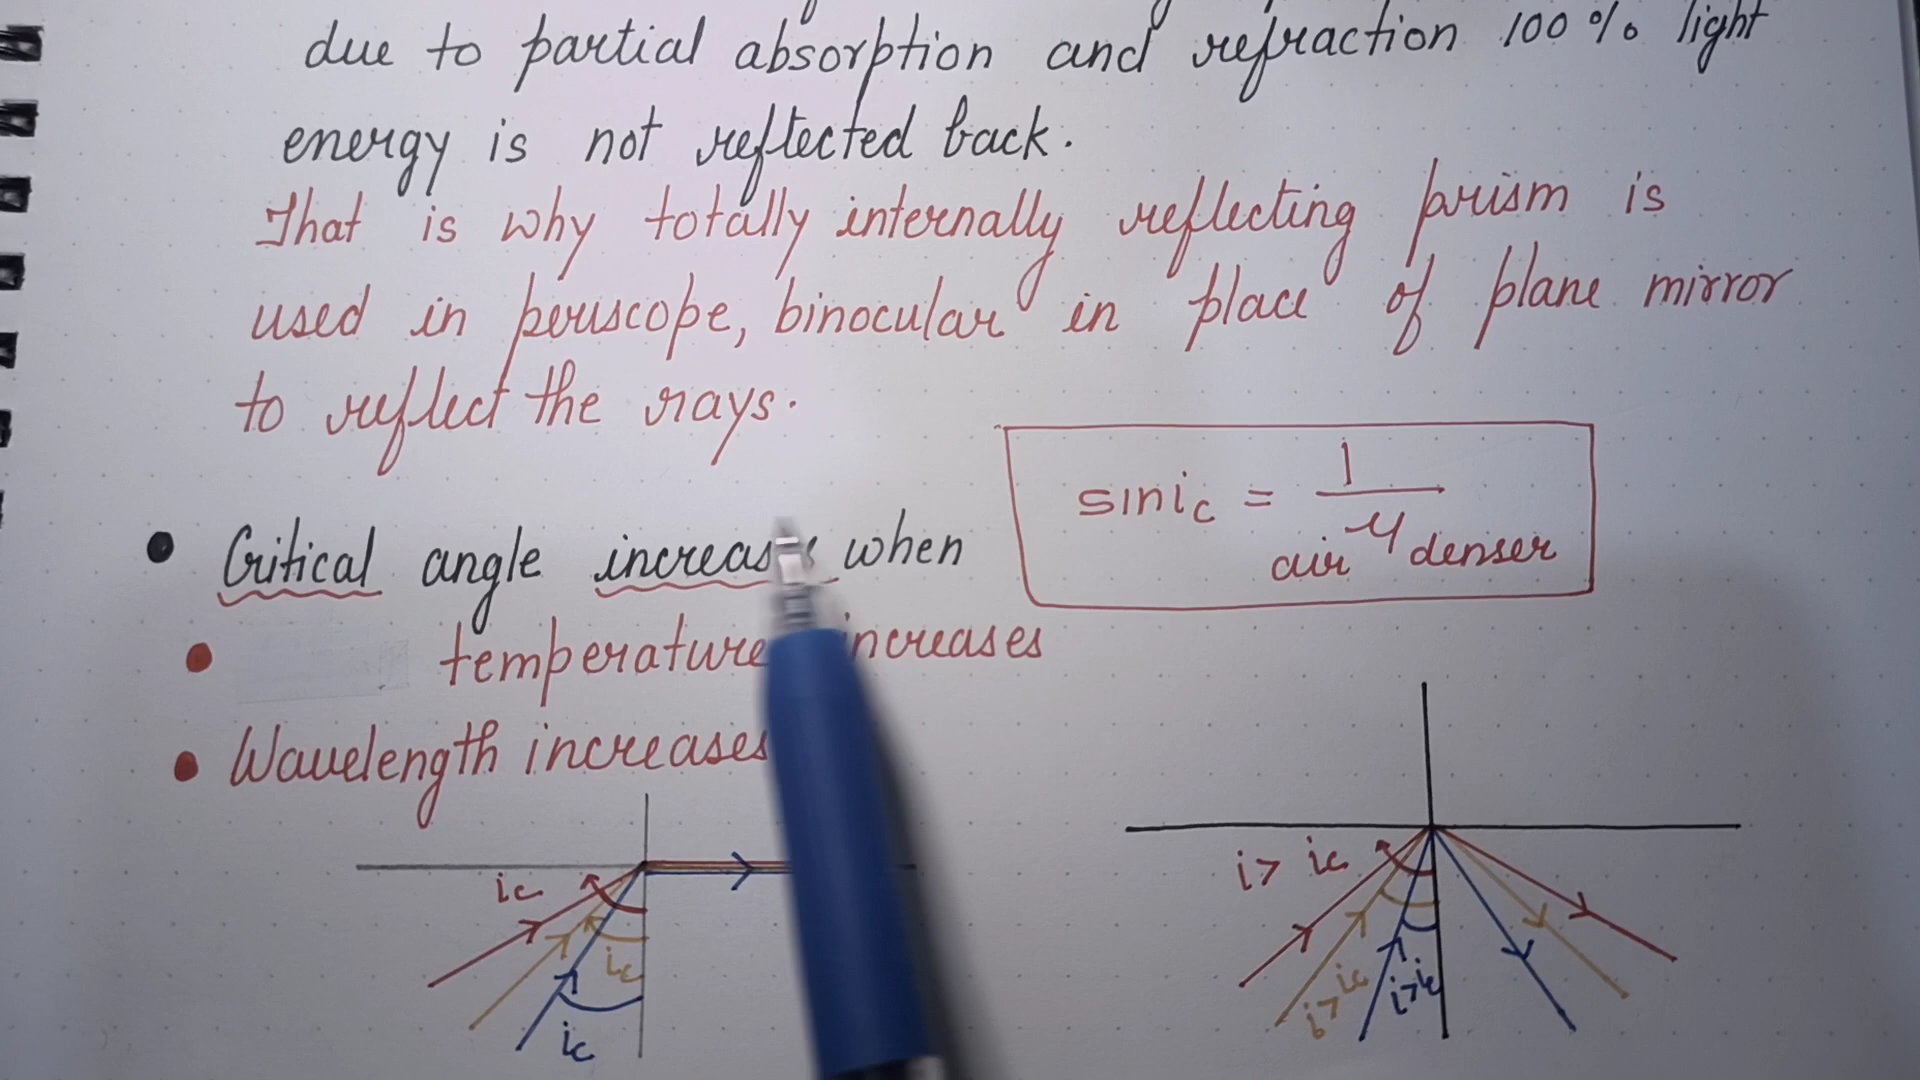 due to partial absorption and refraction 100% light
energy is not reflected back.
That is why totally internally reflecting prism is
used in periscope, binocular in place of plane mirror
to reflect the rays.
sin ic = 1 / air μ denser
Critical angle increases when
temperature increases
Wavelength increases
ic
ic
ic
i > ic
i > ic
i > ic